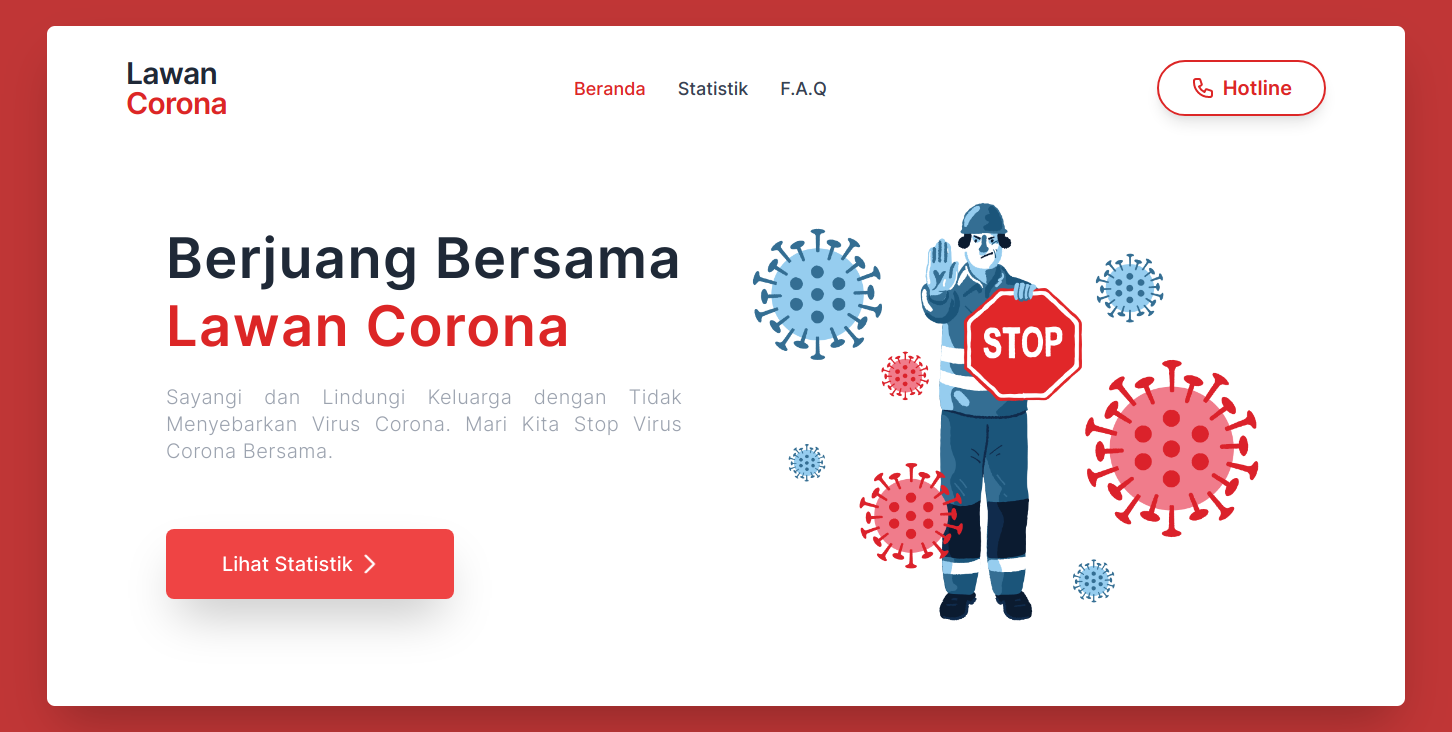 Lawan
Corona
Beranda
Statistik
F.A.Q
Hotline
Berjuang Bersama
Lawan Corona
Sayangi dan Lindungi Keluarga dengan Tidak
Menyebarkan Virus Corona. Mari Kita Stop Virus
Corona Bersama.
Lihat Statistik
STOP